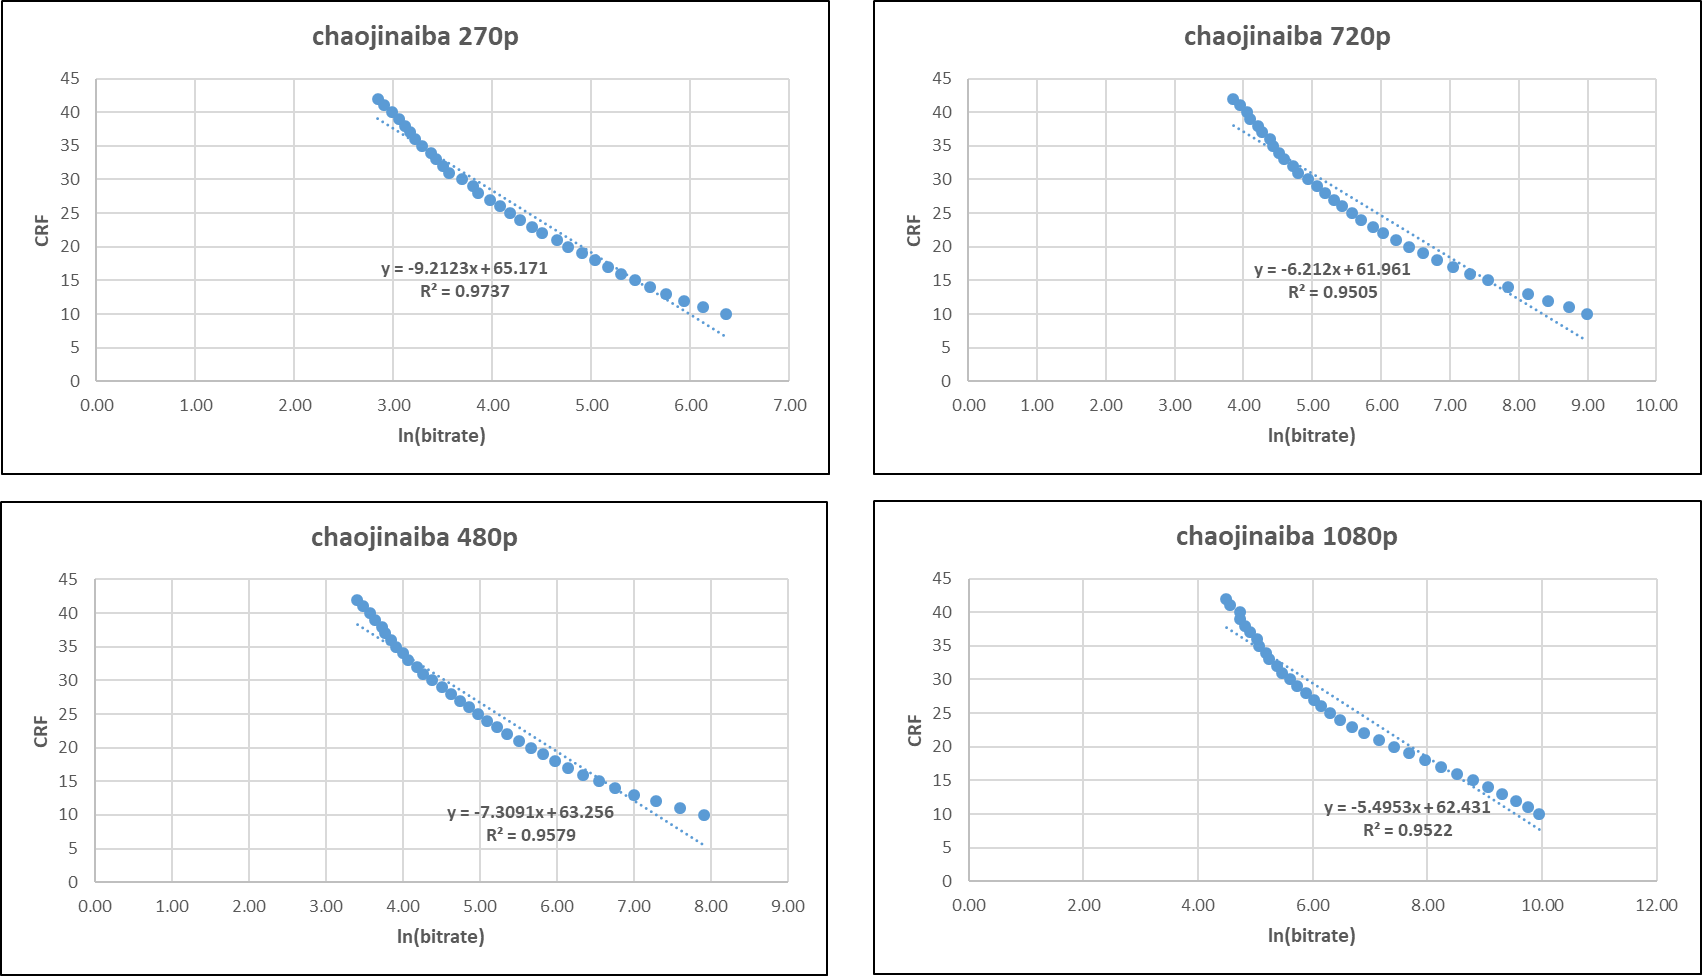 chaojinaiba 270p
45
40
35
30
25
20
15
10
5
0
CRF
y = -9.2123x + 65.171
R² = 0.9737
0.00 1.00 2.00 3.00 4.00 5.00 6.00 7.00
ln(bitrate)
chaojinaiba 720p
45
40
35
30
25
20
15
10
5
0
CRF
y = -6.212x + 61.961
R² = 0.9505
0.00 1.00 2.00 3.00 4.00 5.00 6.00 7.00 8.00 9.00 10.00
ln(bitrate)
chaojinaiba 480p
45
40
35
30
25
20
15
10
5
0
CRF
y = -7.3091x + 63.256
R² = 0.9579
0.00 1.00 2.00 3.00 4.00 5.00 6.00 7.00 8.00 9.00
ln(bitrate)
chaojinaiba 1080p
45
40
35
30
25
20
15
10
5
0
CRF
y = -5.4953x + 62.431
R² = 0.9522
0.00 2.00 4.00 6.00 8.00 10.00 12.00
ln(bitrate)